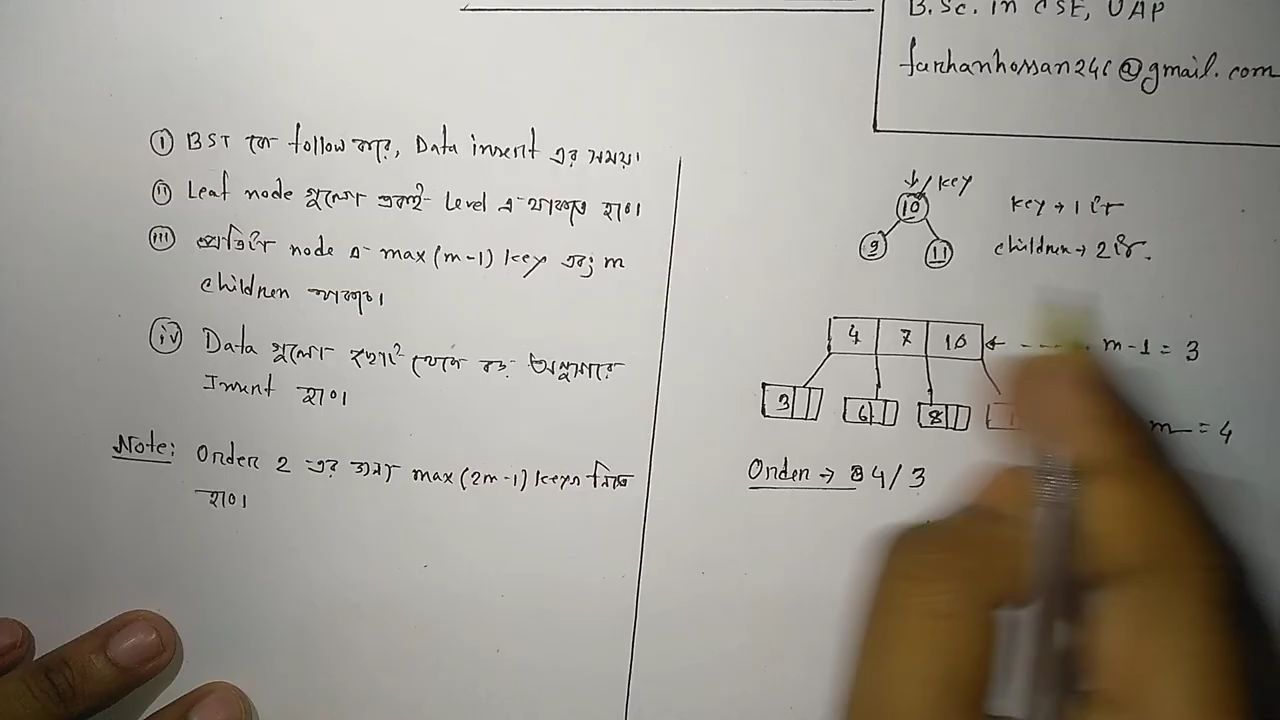 B.Sc. in CSE, UAP
farhanhossan246@gmail.com
i BST কে follow করে, Data insert এর সময়।
ii Leaf node গুলো একই Level এ থাকতে হবে।
iii প্রতিটি node এ max (m-1) key এবং m
children থাকবে।
iv Data গুলো ছোট থেকে বড় অনুসারে
Insert হবে।
Note: Order 2 এর জন্য max (2m-1) keys নিতে
হবে।
key
10
9 11
key → 1 টি
children → 2 টি.
4 7 10 m-1 = 3
3 6 8
m = 4
Order → 4/3